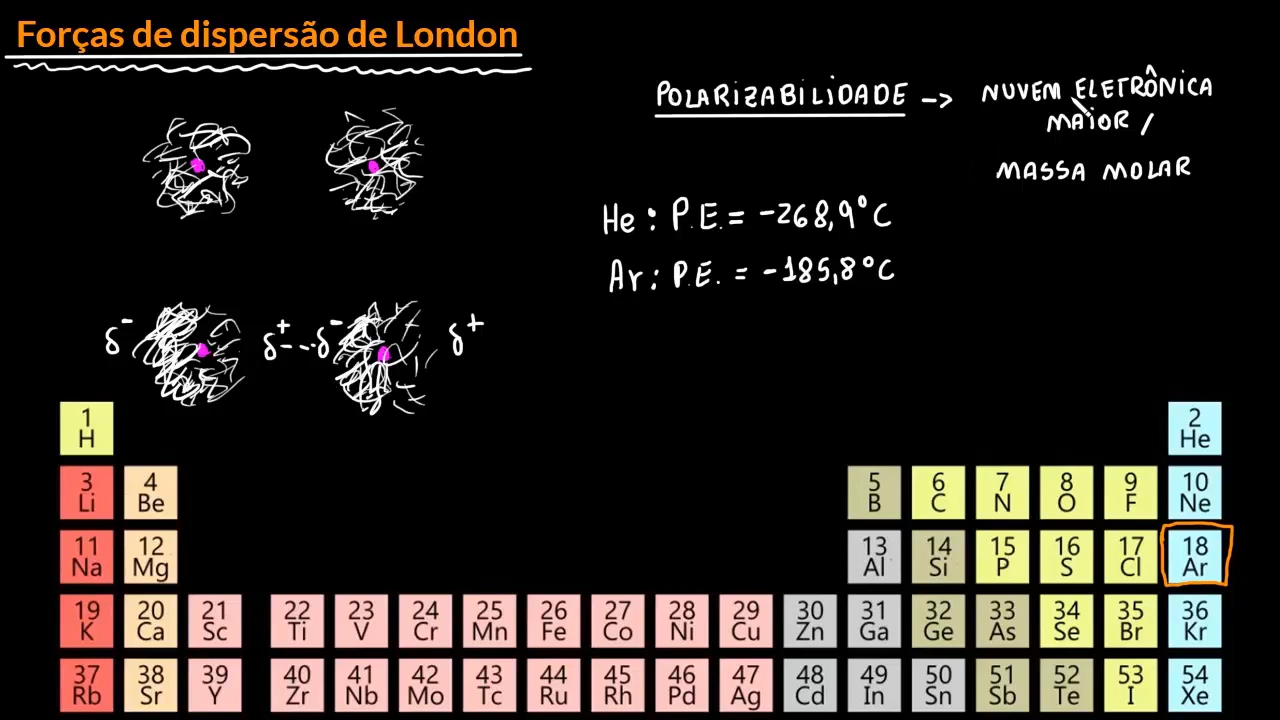 Forças de dispersão de London
POLARIZABILIDADE -> NUVEM ELETRÔNICA
MAIOR /
MASSA MOLAR
He: P.E. = -268,9°C
Ar: P.E. = -185,8°C
δ⁻ δ⁺--·δ⁻ δ⁺
1 2
H He
3 4 5 6 7 8 9 10
Li Be B C N O F Ne
11 12 13 14 15 16 17 18
Na Mg Al Si P S Cl Ar
19 20 21 22 23 24 25 26 27 28 29 30 31 32 33 34 35 36
K Ca Sc Ti V Cr Mn Fe Co Ni Cu Zn Ga Ge As Se Br Kr
37 38 39 40 41 42 43 44 45 46 47 48 49 50 51 52 53 54
Rb Sr Y Zr Nb Mo Tc Ru Rh Pd Ag Cd In Sn Sb Te I Xe